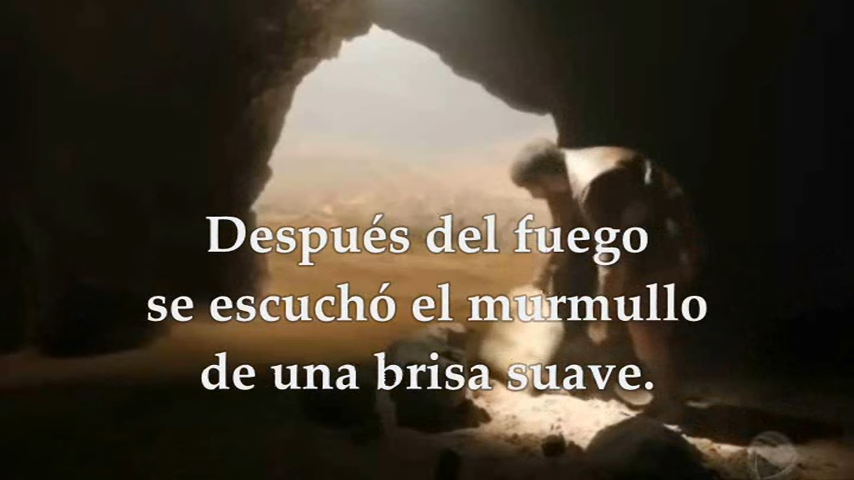 Después del fuego
se escuchó el murmullo
de una brisa suave.